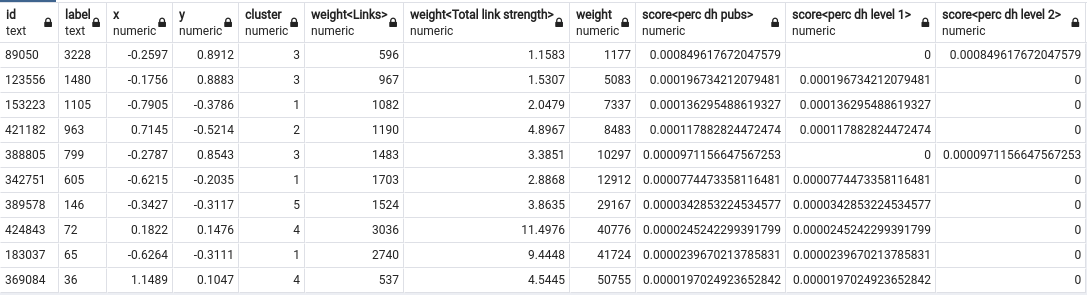 id label x y cluster weight<Links> weight<Total link strength> weight score<perc dh pubs> score<perc dh level 1> score<perc dh level 2>
text text numeric numeric numeric numeric numeric numeric numeric numeric numeric
89050 3228 -0.2597 0.8912 3 596 1.1583 1177 0.000849617672047579 0 0.000849617672047579
123556 1480 -0.1756 0.8883 3 967 1.5307 5083 0.000196734212079481 0.000196734212079481 0
153223 1105 -0.7905 -0.3786 1 1082 2.0479 7337 0.000136295488619327 0.000136295488619327 0
421182 963 0.7145 -0.5214 2 1190 4.8967 8483 0.000117882824472474 0.000117882824472474 0
388805 799 -0.2787 0.8543 3 1483 3.3851 10297 0.0000971156647567253 0 0.0000971156647567253
342751 605 -0.6215 -0.2035 1 1703 2.8868 12912 0.0000774473358116481 0.0000774473358116481 0
389578 146 -0.3427 -0.3117 5 1524 3.8635 29167 0.0000342853224534577 0.0000342853224534577 0
424843 72 0.1822 0.1476 4 3036 11.4976 40776 0.0000245242299391799 0.0000245242299391799 0
183037 65 -0.6264 -0.3111 1 2740 9.4448 41724 0.0000239670213785831 0.0000239670213785831 0
369084 36 1.1489 0.1047 4 537 4.5445 50755 0.0000197024923652842 0.0000197024923652842 0